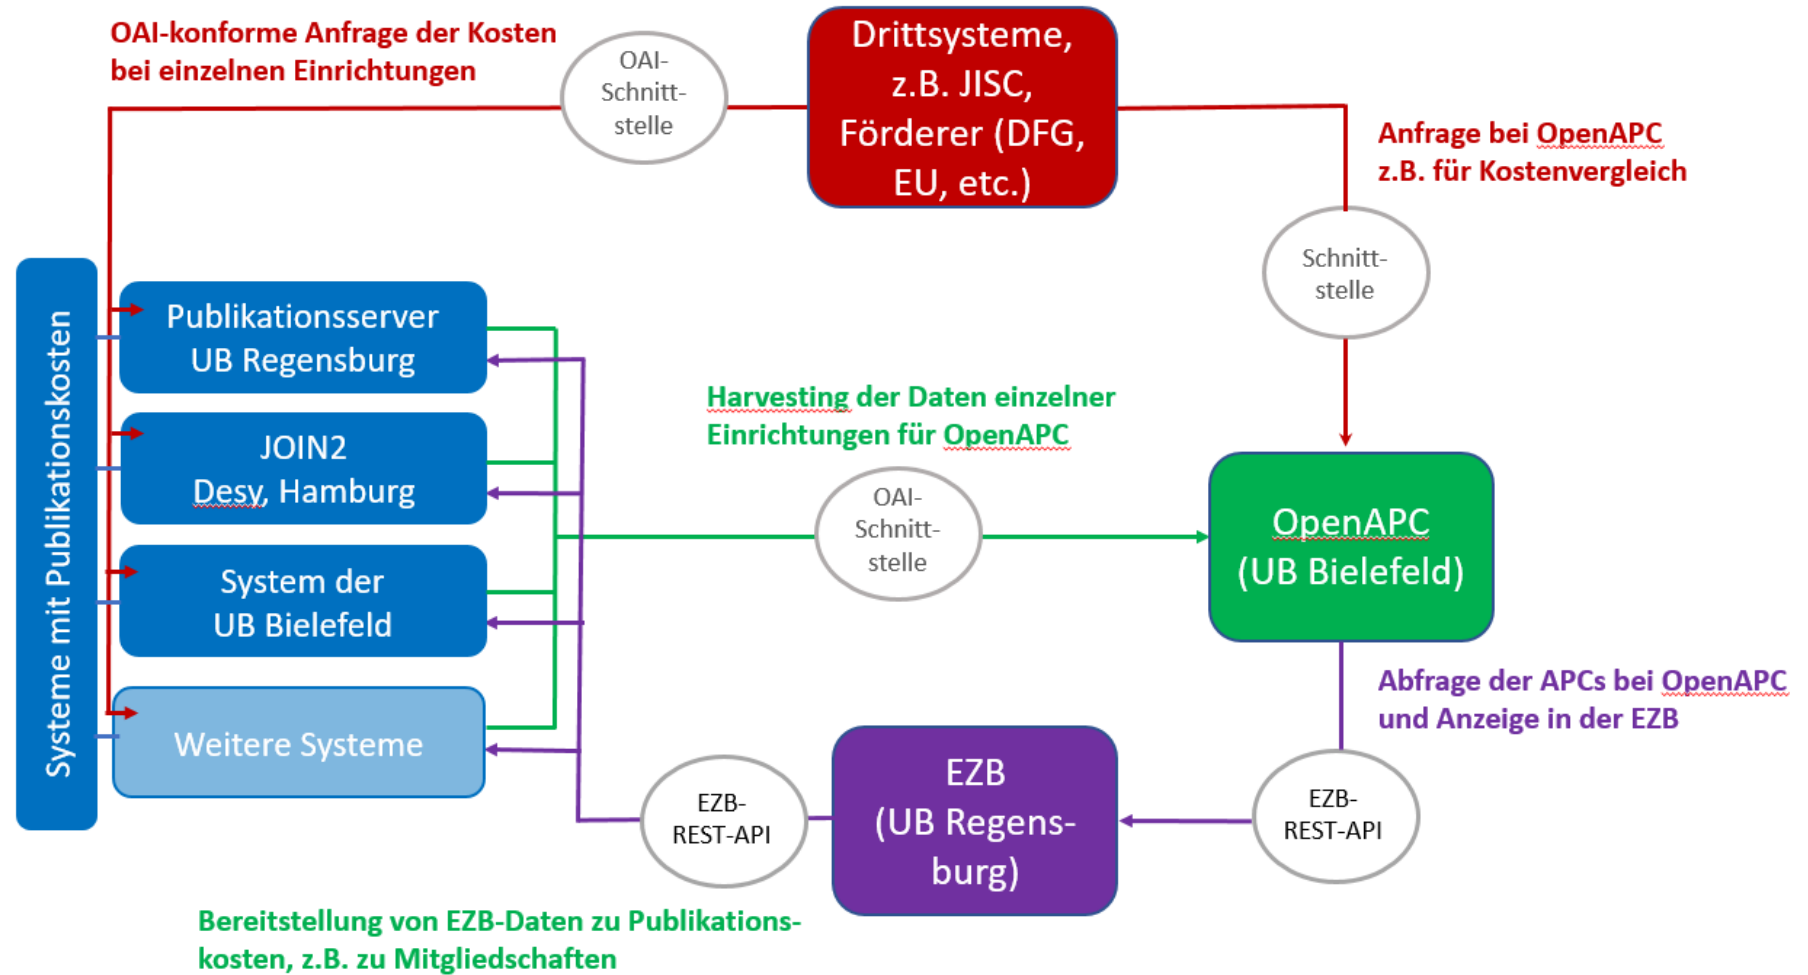 OAI-konforme Anfrage der Kosten
bei einzelnen Einrichtungen
OAI-
Schnitt-
stelle
Drittsysteme,
z.B. JISC,
Förderer (DFG,
EU, etc.)
Anfrage bei OpenAPC
z.B. für Kostenvergleich
Schnitt-
stelle
Systeme mit Publikationskosten
Publikationsserver
UB Regensburg
JOIN2
Desy, Hamburg
System der
UB Bielefeld
Weitere Systeme
Harvesting der Daten einzelner
Einrichtungen für OpenAPC
OAI-
Schnitt-
stelle
OpenAPC
(UB Bielefeld)
Abfrage der APCs bei OpenAPC
und Anzeige in der EZB
EZB-
REST-API
EZB
(UB Regens-
burg)
EZB-
REST-API
Bereitstellung von EZB-Daten zu Publikations-
kosten, z.B. zu Mitgliedschaften